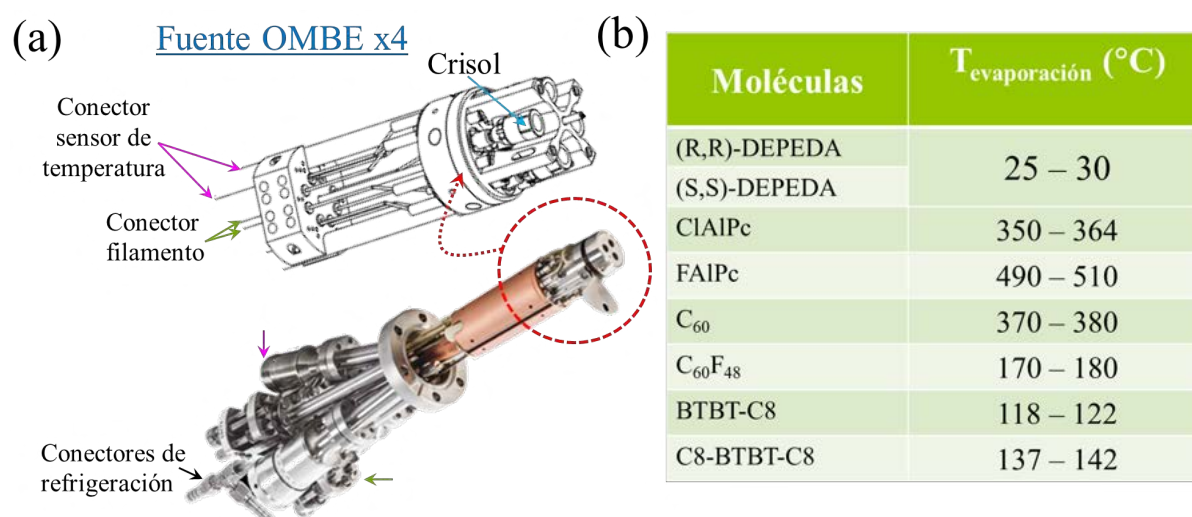 (a)
Fuente OMBE x4
Crisol
Conector
sensor de
temperatura
Conector
filamento
Conectores de
refrigeración
(b)
Moléculas
Tevaporación (°C)
(R,R)-DEPEDA
(S,S)-DEPEDA
25 – 30
ClAlPc
350 – 364
FAlPc
490 – 510
C60
370 – 380
C60F48
170 – 180
BTBT-C8
118 – 122
C8-BTBT-C8
137 – 142